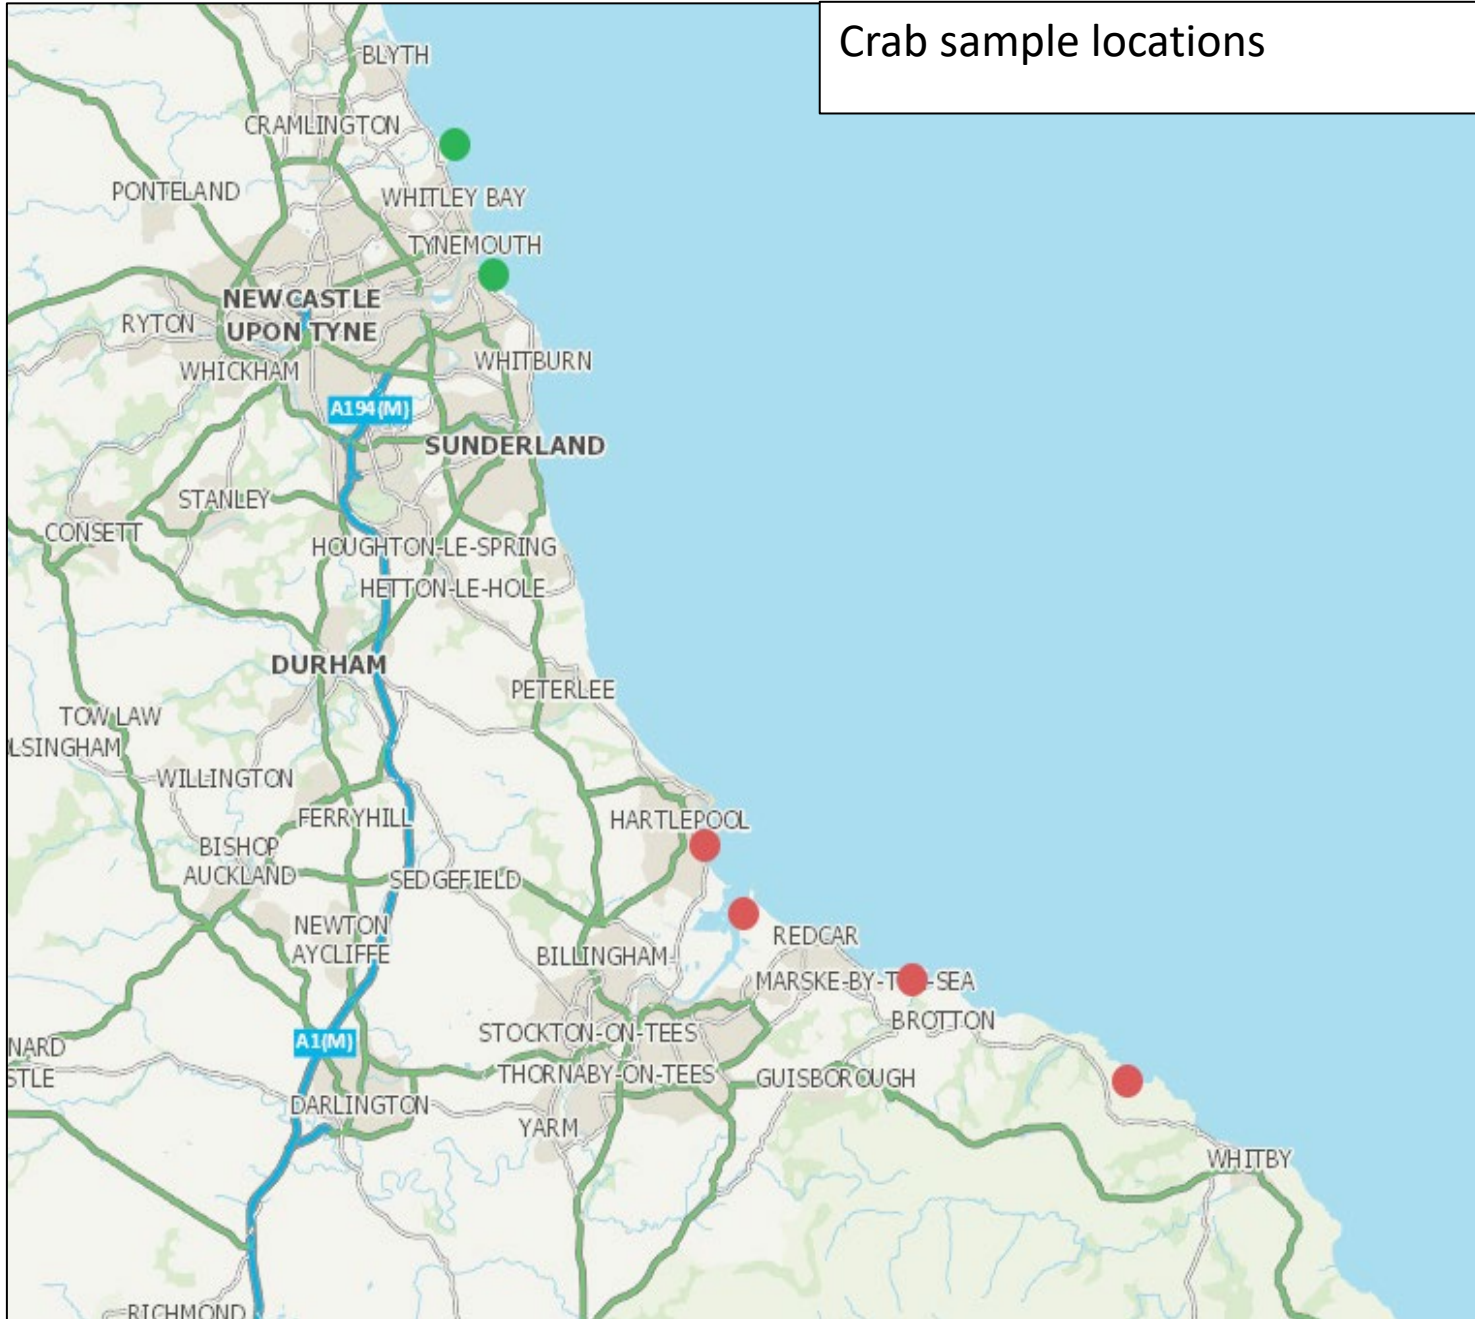 Crab sample locations
BLYTH
CRAMLINGTON
PONTELAND
WHITLEY BAY
TYNEMOUTH
NEWCASTLE
UPON TYNE
RYTON
WHICKHAM
WHITBURN
A194(M)
SUNDERLAND
STANLEY
CONSETT
HOUGHTON-LE-SPRING
HETTON-LE-HOLE
DURHAM
PETERLEE
TOW LAW
LSINGHAM
WILLINGTON
FERRYHILL
HARTLEPOOL
BISHOP
AUCKLAND
SEDGEFIELD
NEWTON
AYCLIFFE
BILLINGHAM
REDCAR
MARSKE-BY-T -SEA
BROTTON
STOCKTON-ON-TEES
A1(M)
NARD
STLE
THORNABY-ON-TEES
GUISBOROUGH
DARLINGTON
YARM
WHITBY
RICHMOND